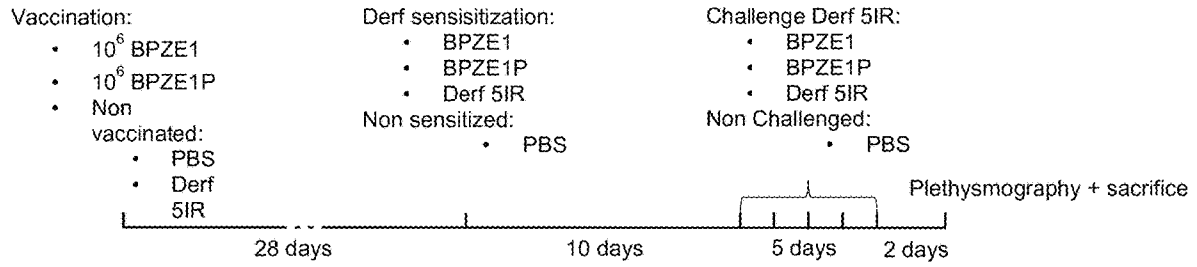 Vaccination:
• 10⁶ BPZE1
• 10⁶ BPZE1P
• Non
vaccinated:
• PBS
• Derf
5IR
Derf sensisitization:
• BPZE1
• BPZE1P
• Derf 5IR
Non sensitized:
• PBS
Challenge Derf 5IR:
• BPZE1
• BPZE1P
• Derf 5IR
Non Challenged:
• PBS
Plethysmography + sacrifice
28 days
10 days
5 days
2 days